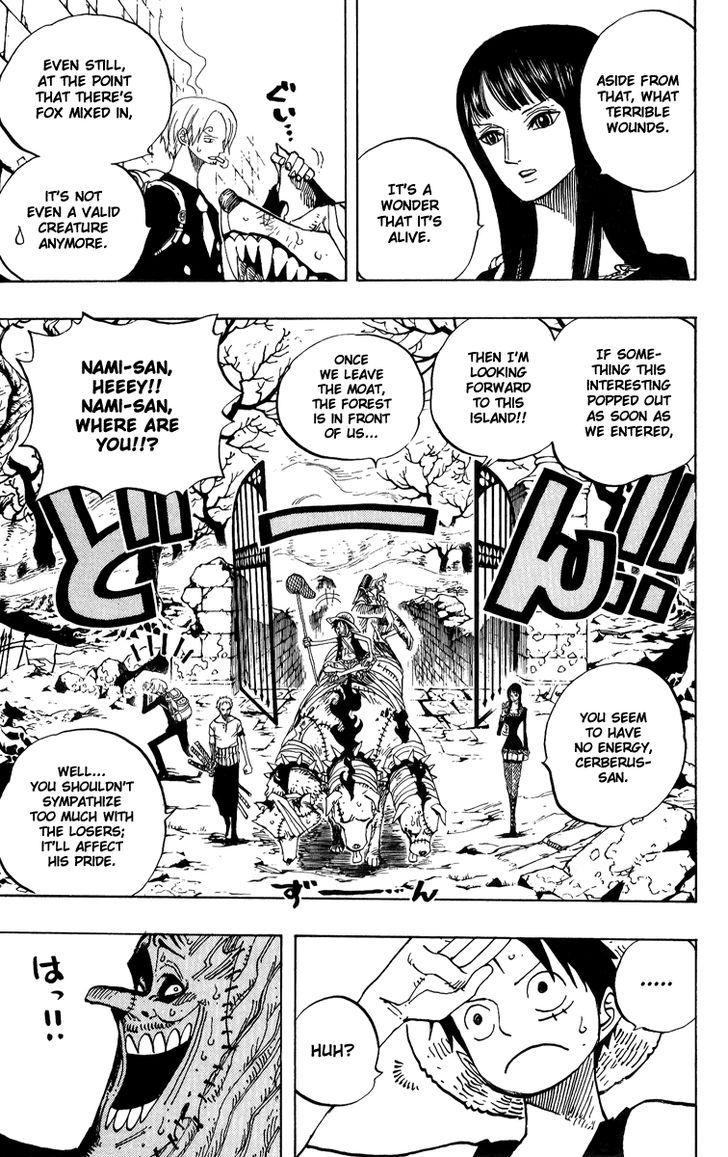 ASIDE FROM
THAT, WHAT
TERRIBLE
WOUNDS.
IT'S A
WONDER
THAT IT'S
ALIVE.
ぐい…
EVEN STILL,
AT THE POINT
THAT THERE'S
FOX MIXED IN,
IT'S NOT
EVEN A VALID
CREATURE
ANYMORE.
IF SOME-
THING THIS
INTERESTING
POPPED OUT
AS SOON AS
WE ENTERED,
THEN I'M
LOOKING
FORWARD
TO THIS
ISLAND!!
ONCE
WE LEAVE
THE MOAT,
THE FOREST
IS IN FRONT
OF US...
NAMI-SAN,
HEEEY!!
NAMI-SAN,
WHERE ARE
YOU!!?
どーん!!
YOU SEEM
TO HAVE
NO ENERGY,
CERBERUS-
SAN.
WELL...
YOU SHOULDN'T
SYMPATHIZE
TOO MUCH WITH
THE LOSERS;
IT'LL AFFECT
HIS PRIDE.
ずーん
......
HUH?
はっ!!